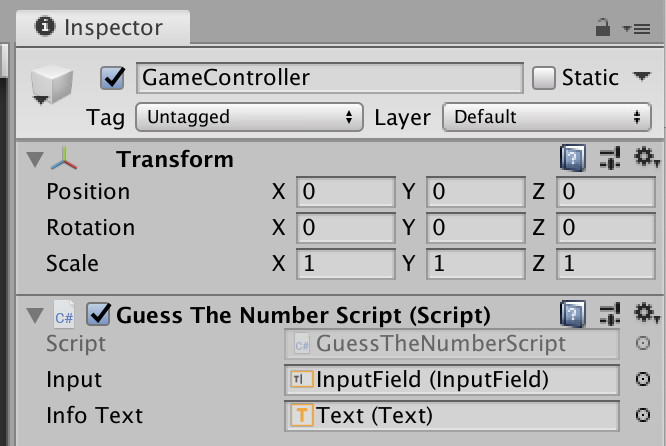 Inspector
GameController Static
Tag Untagged Layer Default
Transform
Position X 0 Y 0 Z 0
Rotation X 0 Y 0 Z 0
Scale X 1 Y 1 Z 1
C# Guess The Number Script (Script)
Script C# GuessTheNumberScript
Input InputField (InputField)
Info Text T Text (Text)